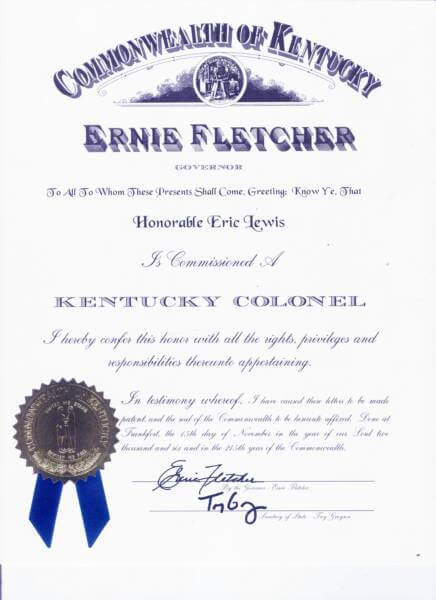 COMMONWEALTH OF KENTUCKY
ERNIE FLETCHER
GOVERNOR
To All To Whom These Presents Shall Come, Greeting: Know Ye, That
Honorable Eric Lewis
Is Commissioned A
KENTUCKY COLONEL
I hereby confer this honor with all the rights, privileges and
responsibilities thereunto appertaining.
In testimony whereof, I have caused these letters to be made
patent, and the seal of the Commonwealth to be hereunto affixed. Done at
Frankfort, the 15th day of November in the year of our Lord two
thousand and six and in the 215th year of the Commonwealth.
Ernie Fletcher
By the Governor - Ernie Fletcher
Secretary of State - Trey Grayson